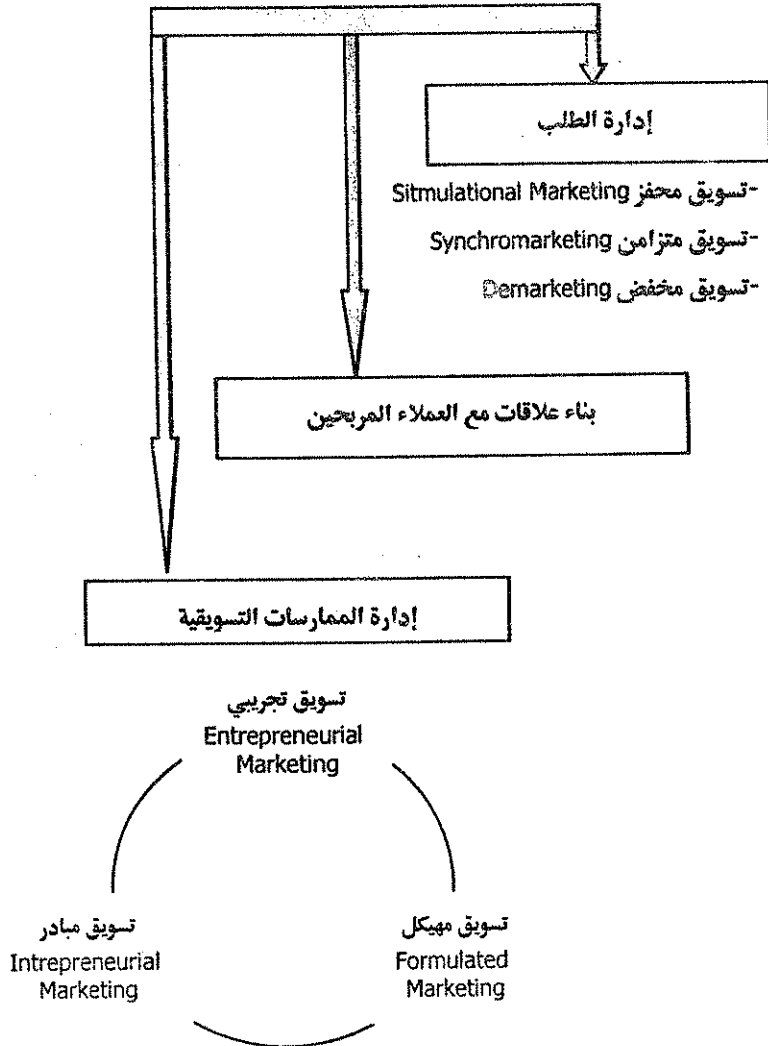 إدارة الطلب
-تسويق محفز Sitmulational Marketing
-تسويق متزامن Synchromarketing
-تسويق مخفض Demarketing
بناء علاقات مع العملاء المربحين
إدارة الممارسات التسويقية
تسويق تجريبي
Entrepreneurial
Marketing
تسويق مهيكل
Formulated
Marketing
تسويق مبادر
Intrepreneurial
Marketing